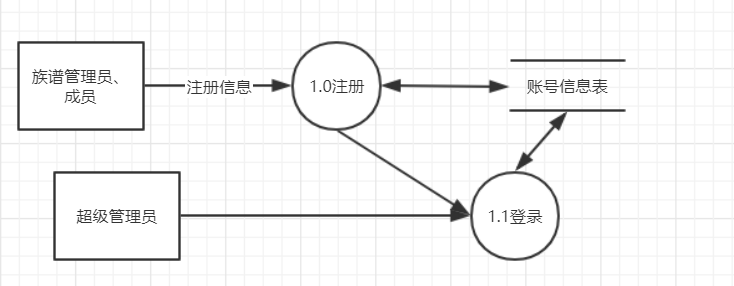 族谱管理员、
成员
注册信息
1.0注册
账号信息表
超级管理员
1.1登录